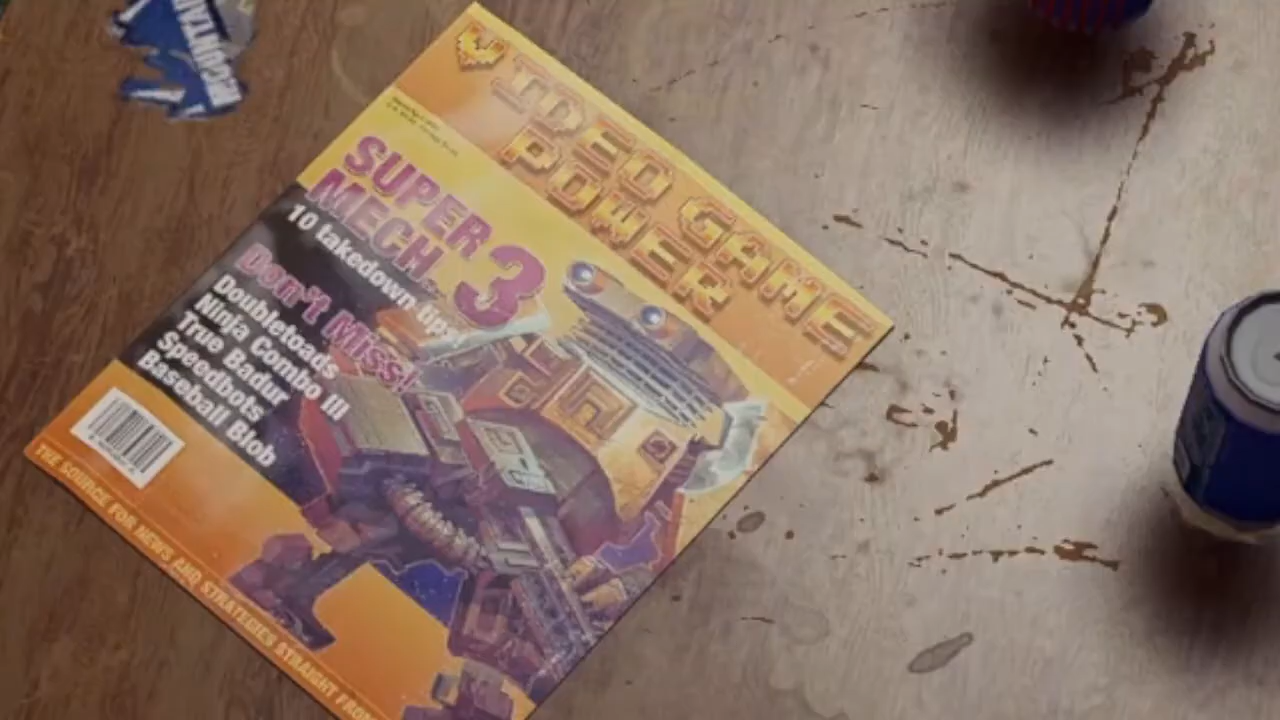 VIDEO GAME
POWER
SUPER
MECH 3
10 takedown tips
Don't Miss!
Doubletoads
Ninja Combo III
True Badur
Speedbots
Baseball Blob
THE SOURCE FOR NEWS AND STRATEGIES STRAIGHT FROM